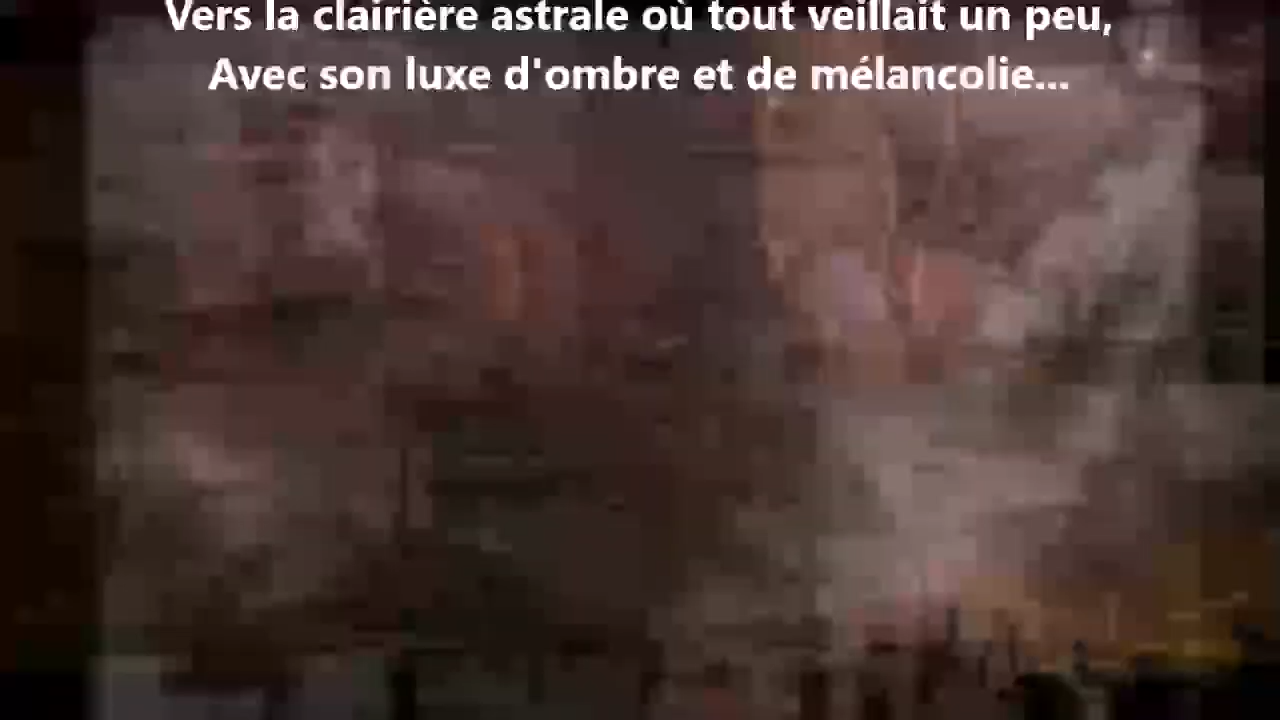 Vers la clairière astrale où tout veillait un peu,
Avec son luxe d'ombre et de mélancolie...